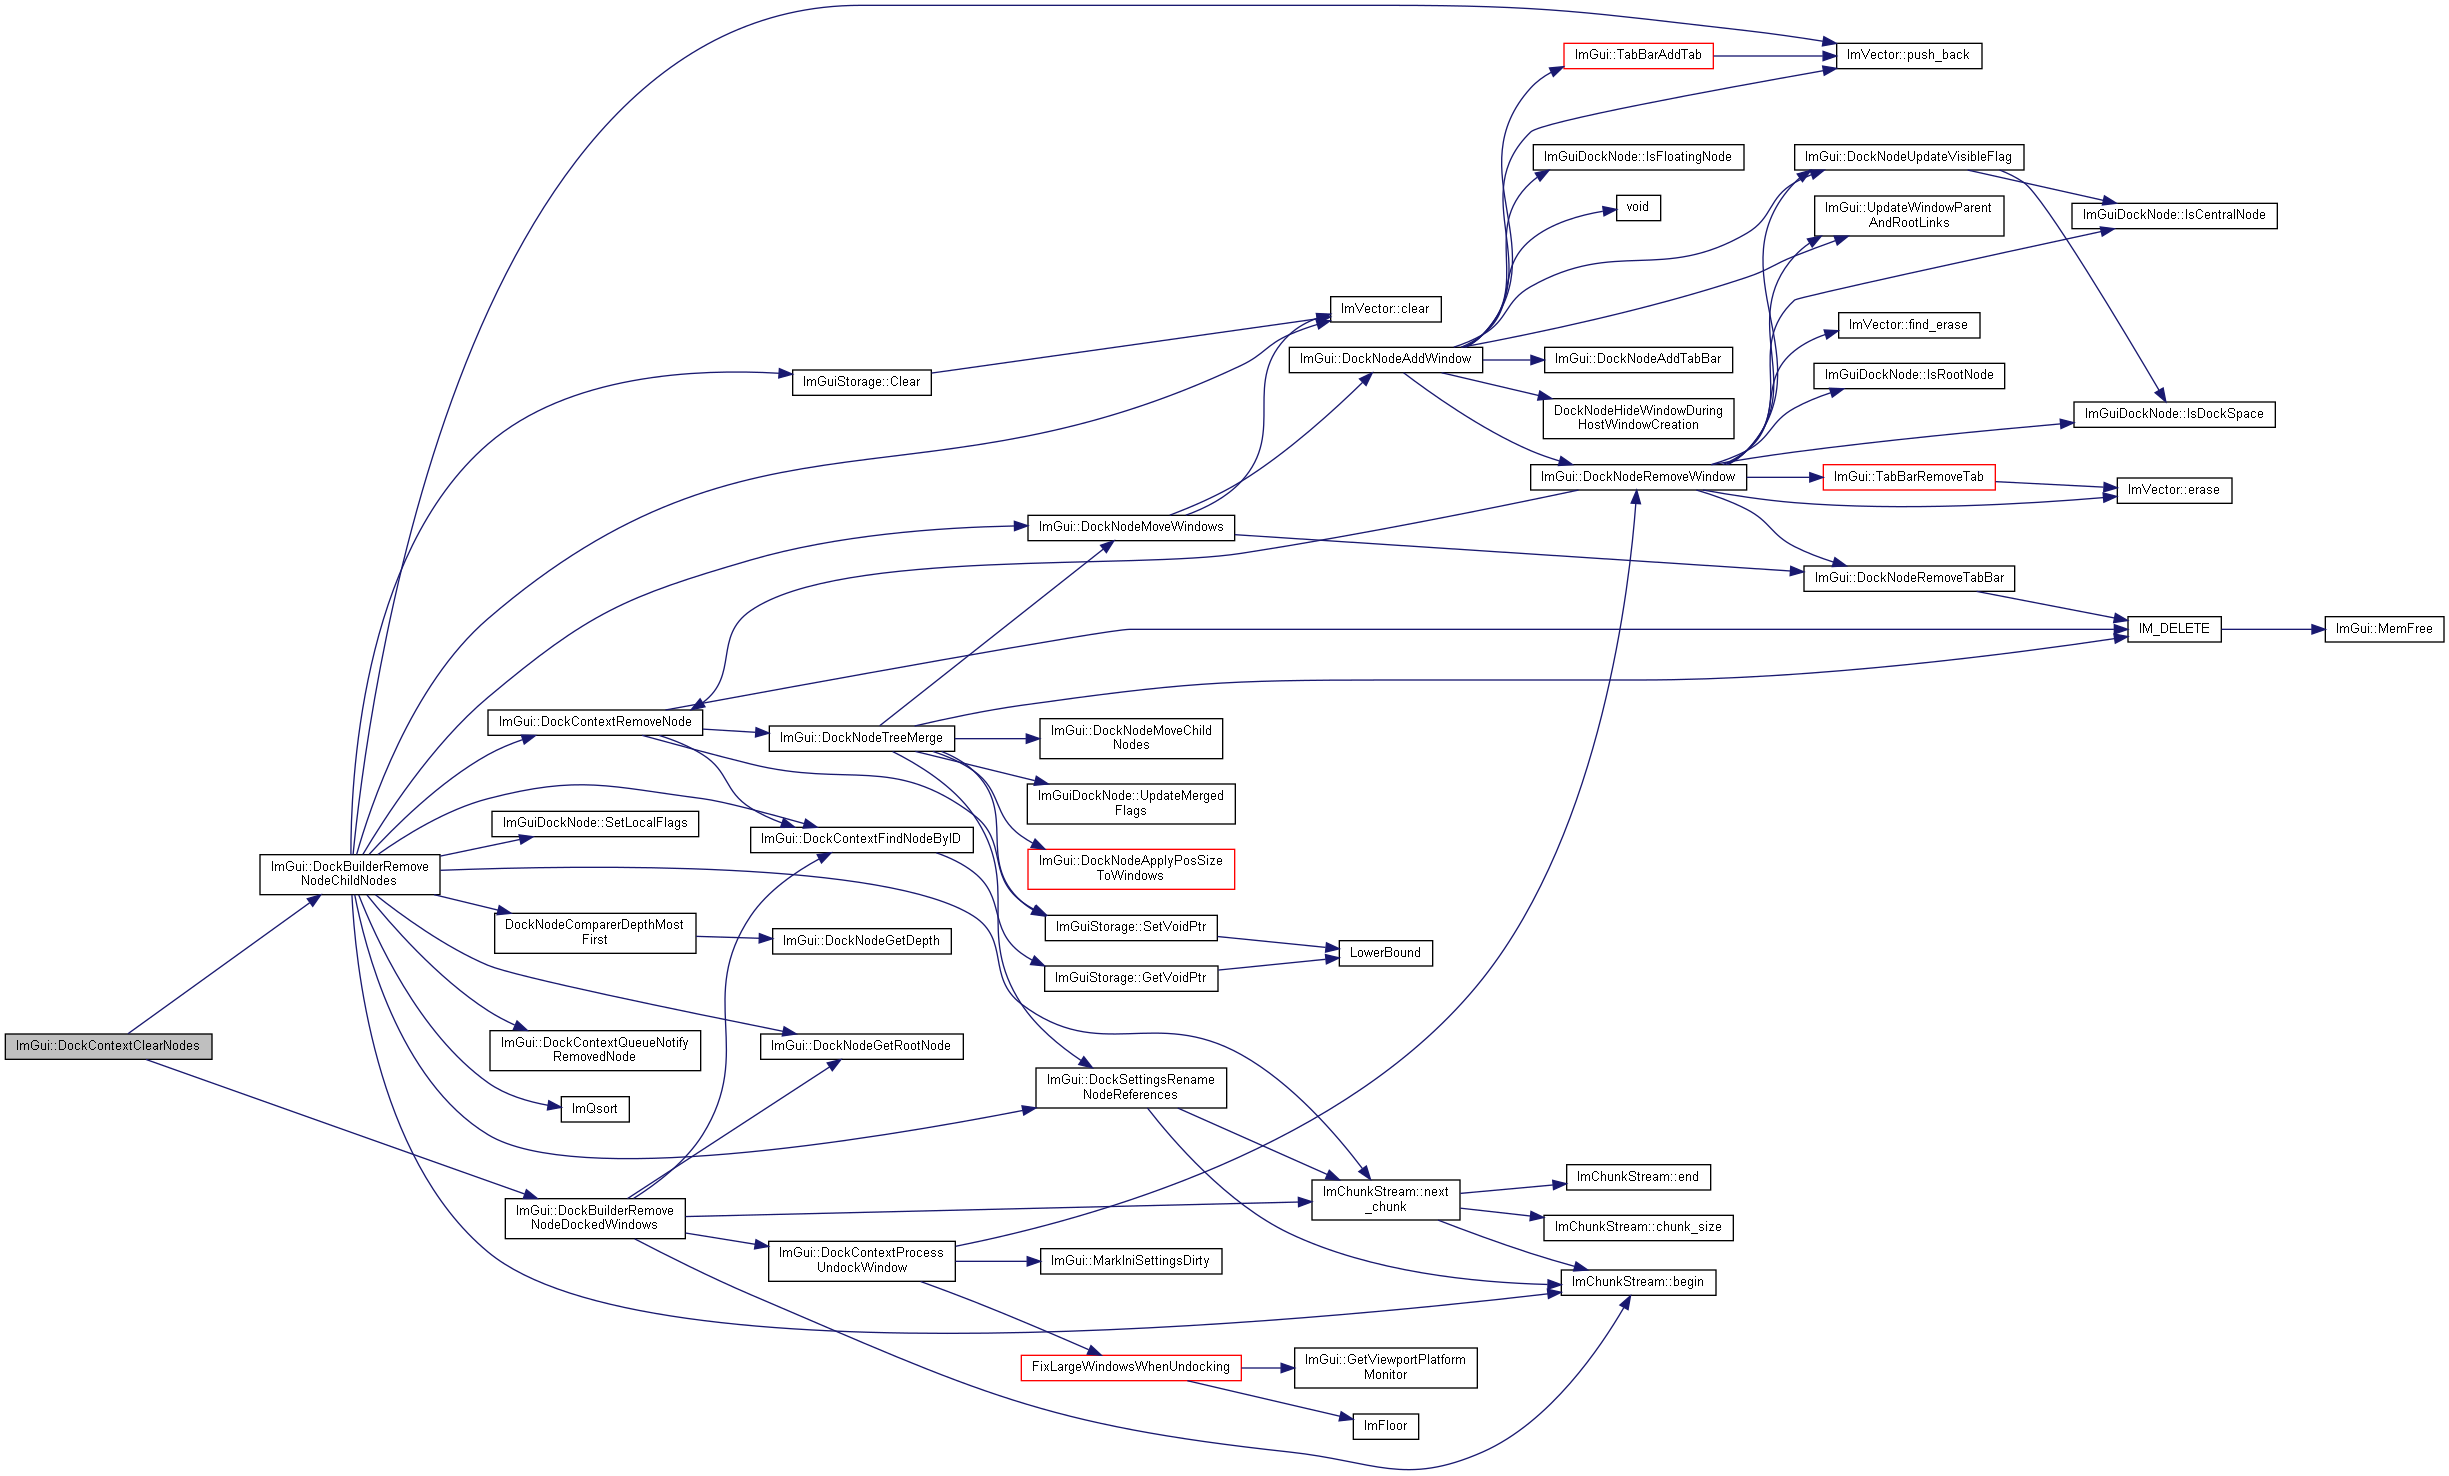 ImGui::DockContextClearNodes
ImGui::DockBuilderRemove
NodeChildNodes
ImGui::DockBuilderRemove
NodeDockedWindows
ImGui::DockContextRemoveNode
ImGuiDockNode::SetLocalFlags
DockNodeComparerDepthMost
First
ImGui::DockContextQueueNotify
RemovedNode
ImQsort
ImGuiStorage::Clear
ImGui::DockNodeTreeMerge
ImGui::DockContextFindNodeByID
ImGui::DockNodeGetDepth
ImGui::DockNodeGetRootNode
ImGui::DockContextProcess
UndockWindow
ImGui::DockNodeMoveWindows
ImGui::DockNodeMoveChild
Nodes
ImGuiDockNode::UpdateMerged
Flags
ImGui::DockNodeApplyPosSize
ToWindows
ImGuiStorage::SetVoidPtr
ImGuiStorage::GetVoidPtr
ImGui::DockSettingsRename
NodeReferences
ImGui::MarkIniSettingsDirty
FixLargeWindowsWhenUndocking
ImVector::clear
ImGui::DockNodeAddWindow
LowerBound
ImChunkStream::next
_chunk
ImGui::GetViewportPlatform
Monitor
ImFloor
ImGui::TabBarAddTab
ImGuiDockNode::IsFloatingNode
void
ImGui::DockNodeAddTabBar
DockNodeHideWindowDuring
HostWindowCreation
ImGui::DockNodeRemoveWindow
ImChunkStream::end
ImChunkStream::chunk_size
ImChunkStream::begin
ImVector::push_back
ImGui::DockNodeUpdateVisibleFlag
ImGui::UpdateWindowParent
AndRootLinks
ImVector::find_erase
ImGuiDockNode::IsRootNode
ImGui::TabBarRemoveTab
ImGui::DockNodeRemoveTabBar
ImGuiDockNode::IsCentralNode
ImGuiDockNode::IsDockSpace
ImVector::erase
IM_DELETE
ImGui::MemFree